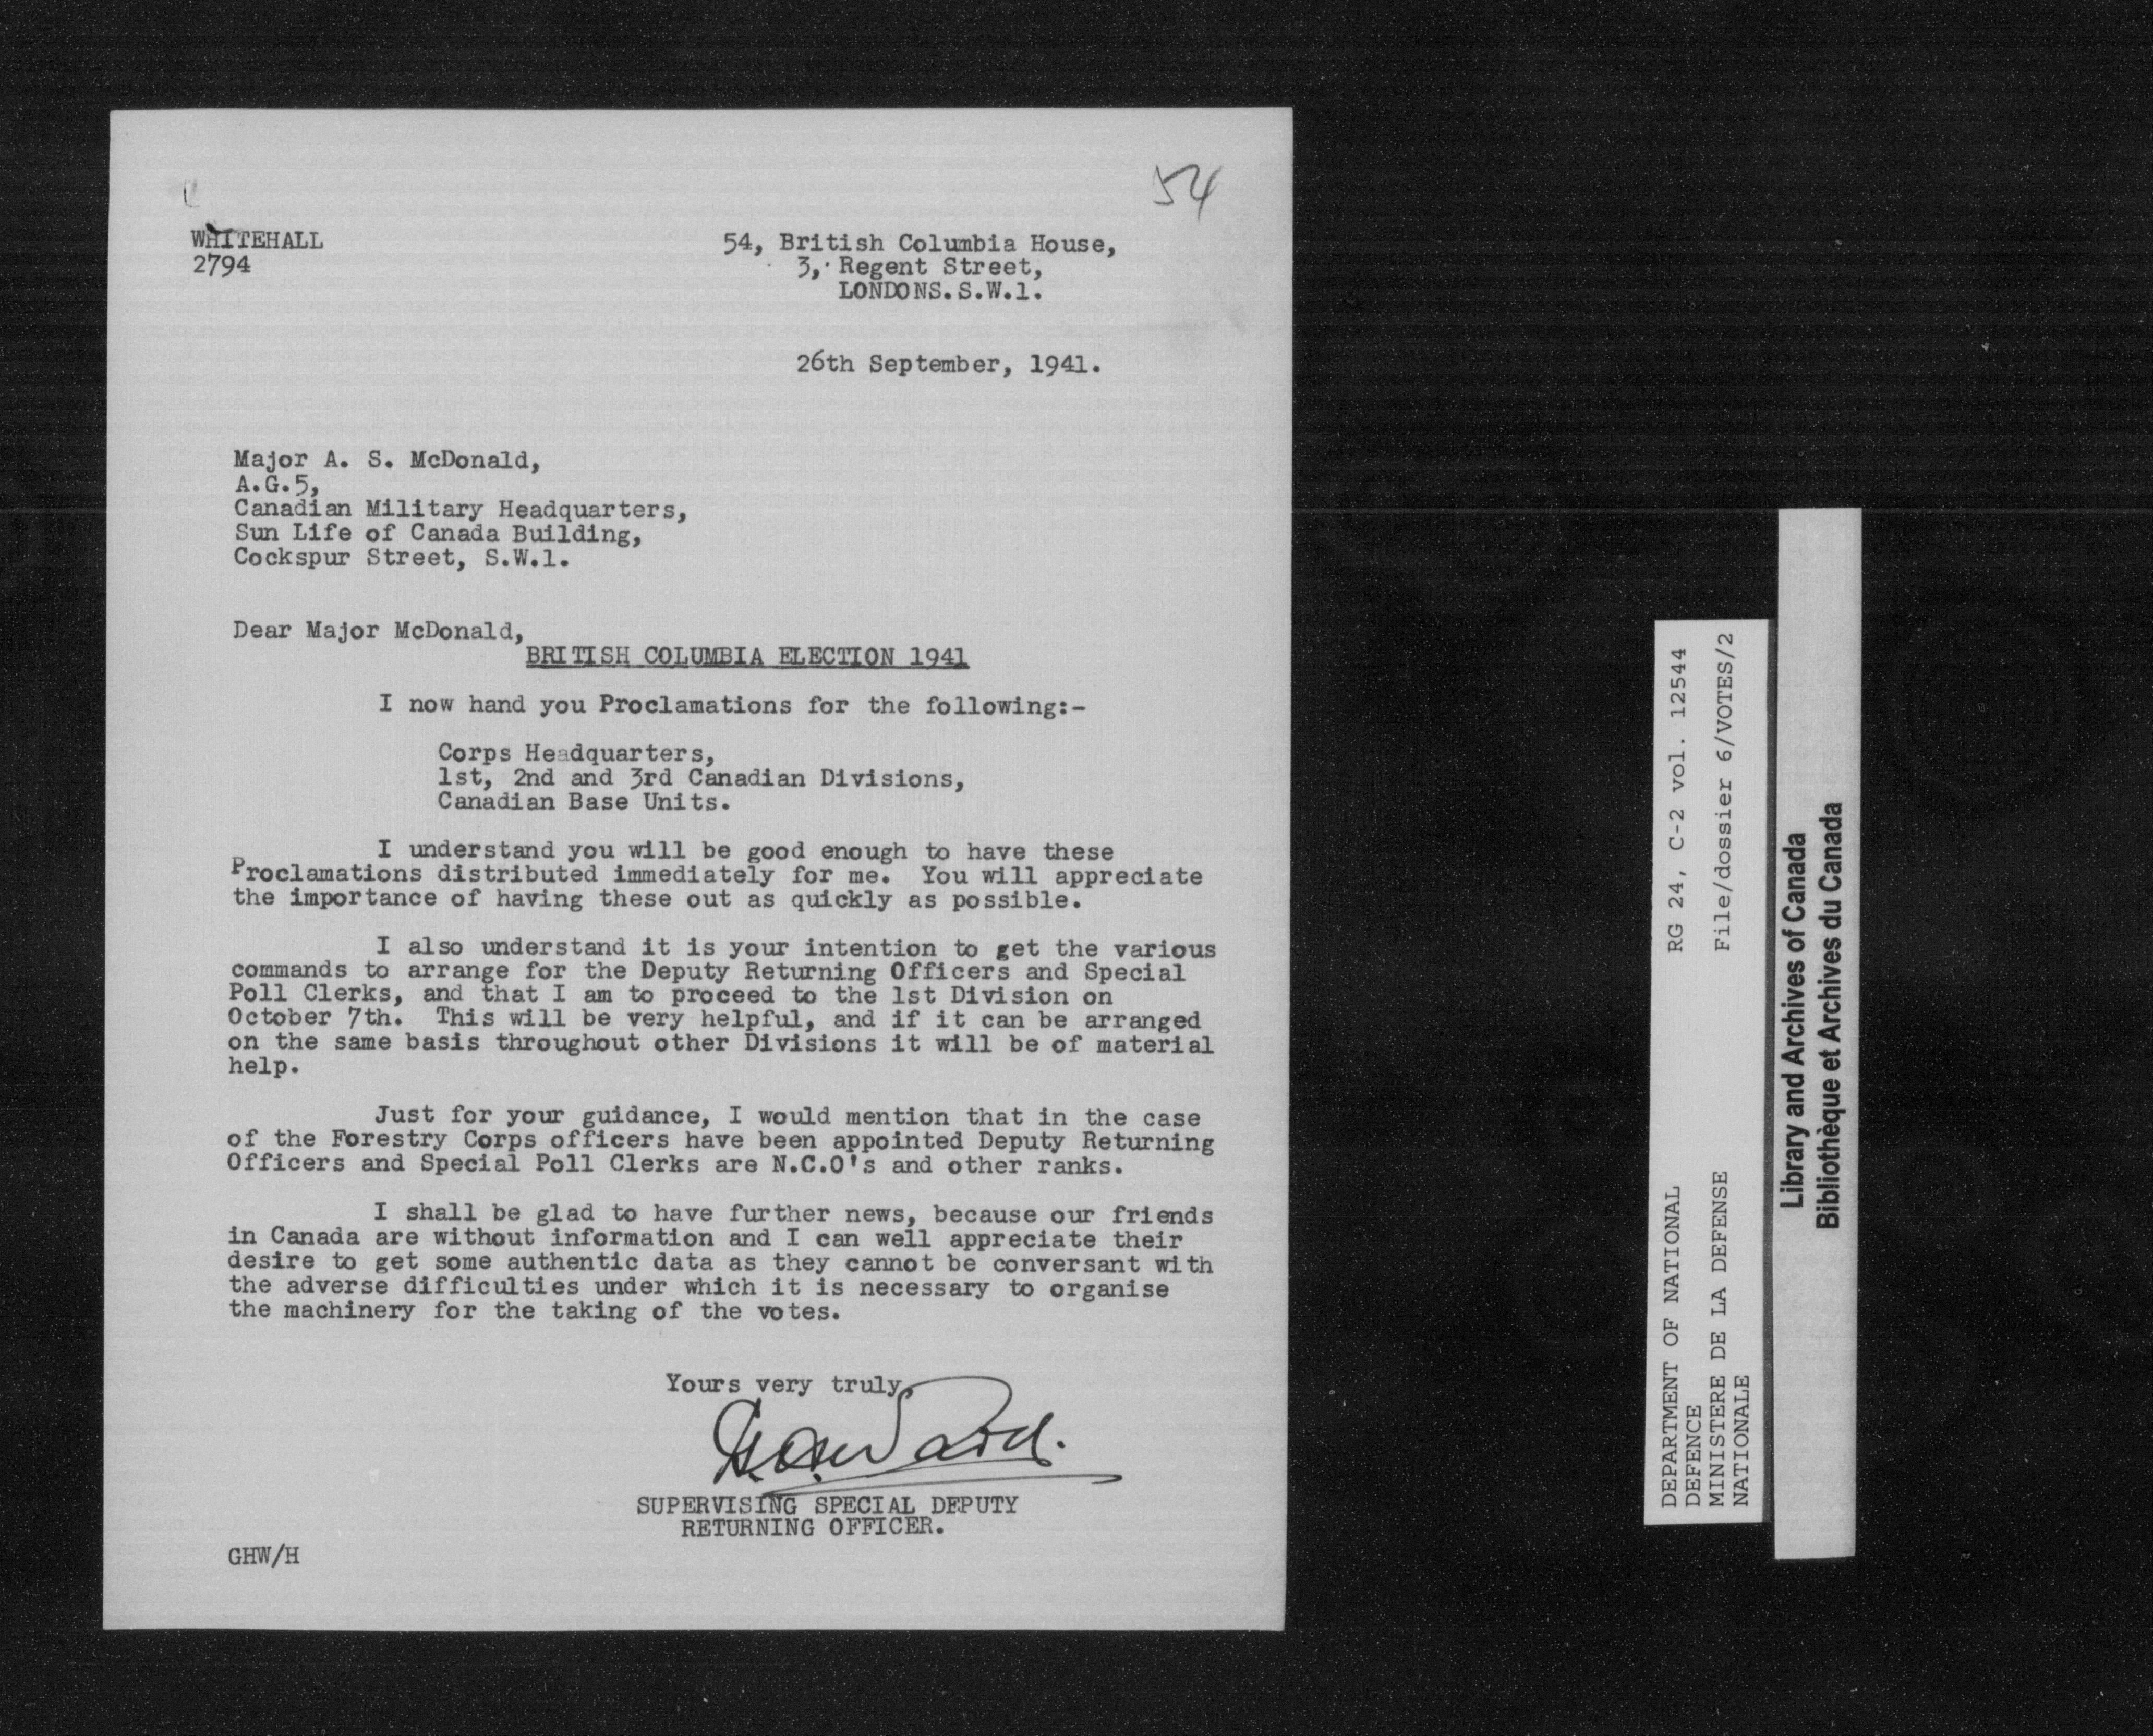 54
WHITEHALL
2794
54, British Columbia House,
3, Regent Street,
LONDONS.S.W.1.
26th September, 1941.
Major A. S. McDonald,
A.G.5,
Canadian Military Headquarters,
Sun Life of Canada Building,
Cockspur Street, S.W.1.
Dear Major McDonald,
BRITISH COLUMBIA ELECTION 1941
I now hand you Proclamations for the following:-
Corps Headquarters,
1st, 2nd and 3rd Canadian Divisions,
Canadian Base Units.
I understand you will be good enough to have these
Proclamations distributed immediately for me. You will appreciate
the importance of having these out as quickly as possible.
I also understand it is your intention to get the various
commands to arrange for the Deputy Returning Officers and Special
Poll Clerks, and that I am to proceed to the 1st Division on
October 7th. This will be very helpful, and if it can be arranged
on the same basis throughout other Divisions it will be of material
help.
Just for your guidance, I would mention that in the case
of the Forestry Corps officers have been appointed Deputy Returning
Officers and Special Poll Clerks are N.C.O's and other ranks.
I shall be glad to have further news, because our friends
in Canada are without information and I can well appreciate their
desire to get some authentic data as they cannot be conversant with
the adverse difficulties under which it is necessary to organise
the machinery for the taking of the votes.
Yours very truly,
SUPERVISING SPECIAL DEPUTY
RETURNING OFFICER.
GHW/H
DEPARTMENT OF NATIONAL
DEFENCE
MINISTERE DE LA DEFENSE
NATIONALE
RG 24, C-2 vol. 12544
File/dossier 6/VOTES/2
Library and Archives of Canada
Bibliothèque et Archives du Canada